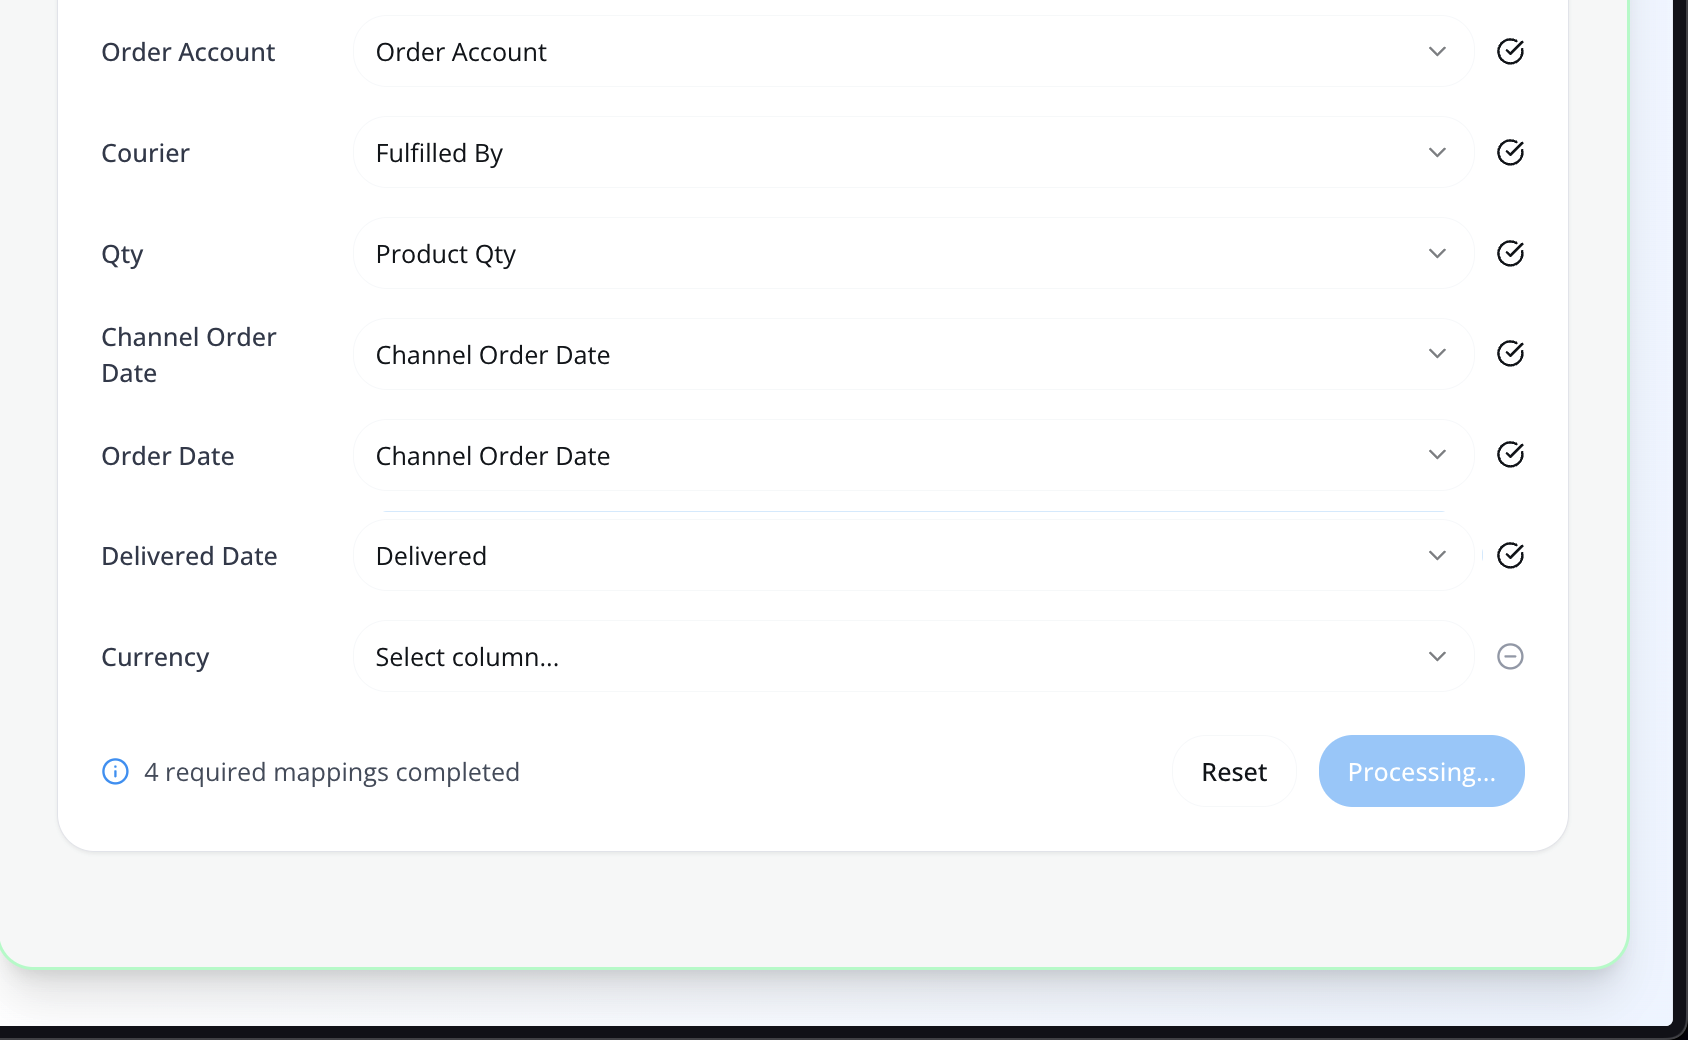 Order Account
Order Account
Courier
Fulfilled By
Qty
Product Qty
Channel Order
Date
Channel Order Date
Order Date
Channel Order Date
Delivered Date
Delivered
Currency
Select column...
4 required mappings completed
Reset
Processing...